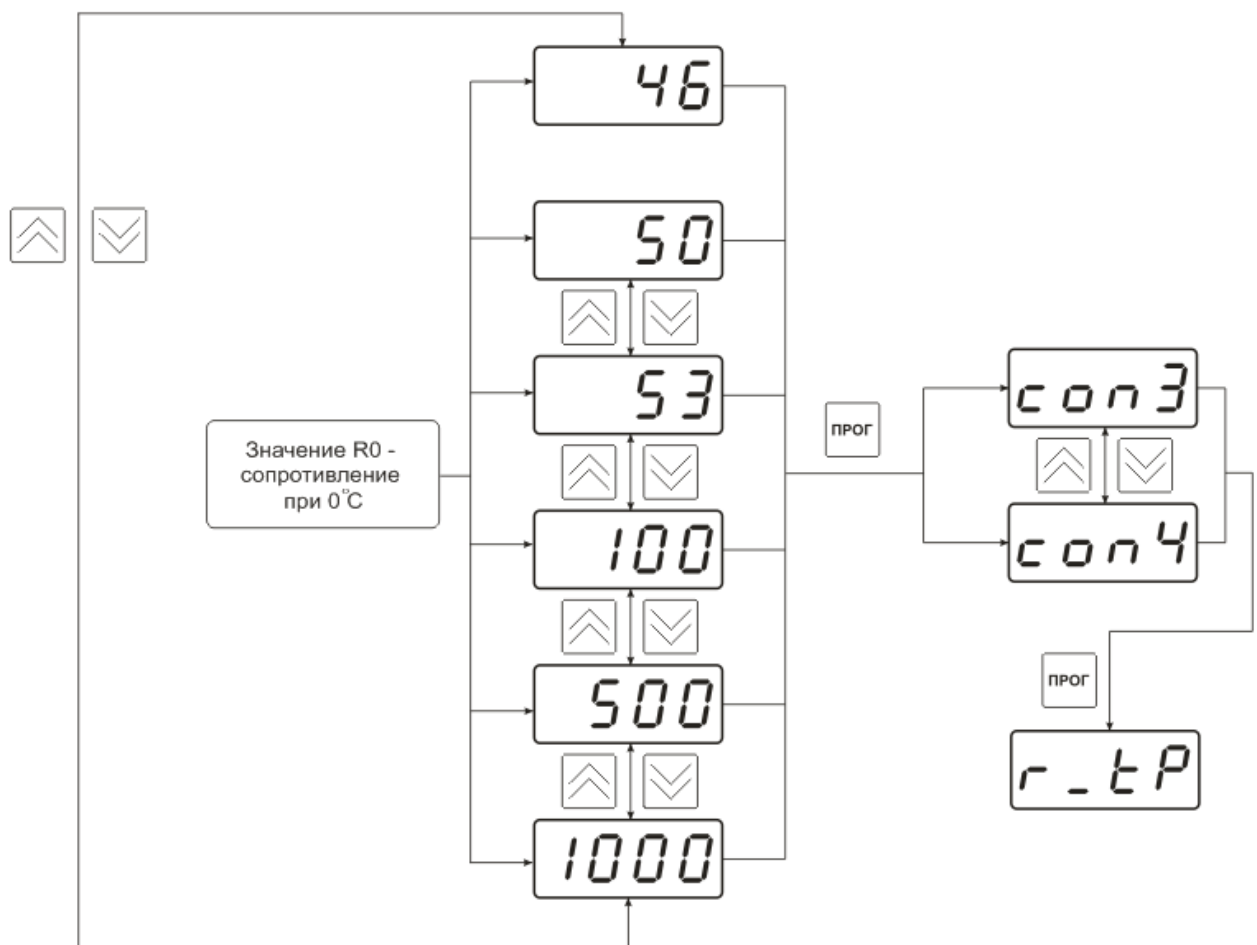 46
50
53
Значение R0 -
сопротивление
при 0°С
100
500
1000
ПРОГ
con3
con4
ПРОГ
r_tP